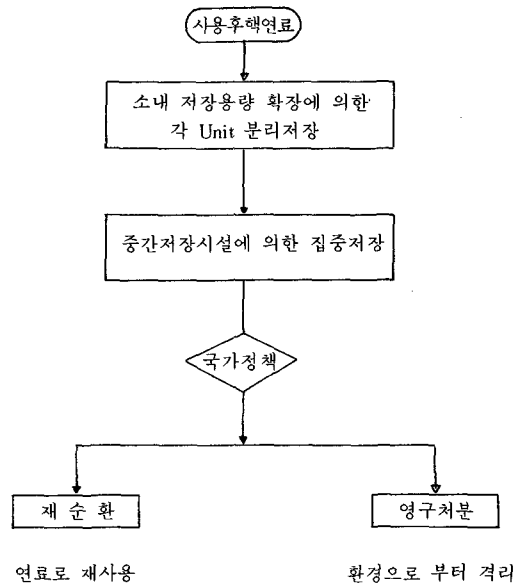 사용후핵연료
소내 저장용량 확장에 의한
각 Unit 분리저장
중간저장시설에 의한 집중저장
국가정책
재 순 환
영구처분
연료로 재사용
환경으로 부터 격리